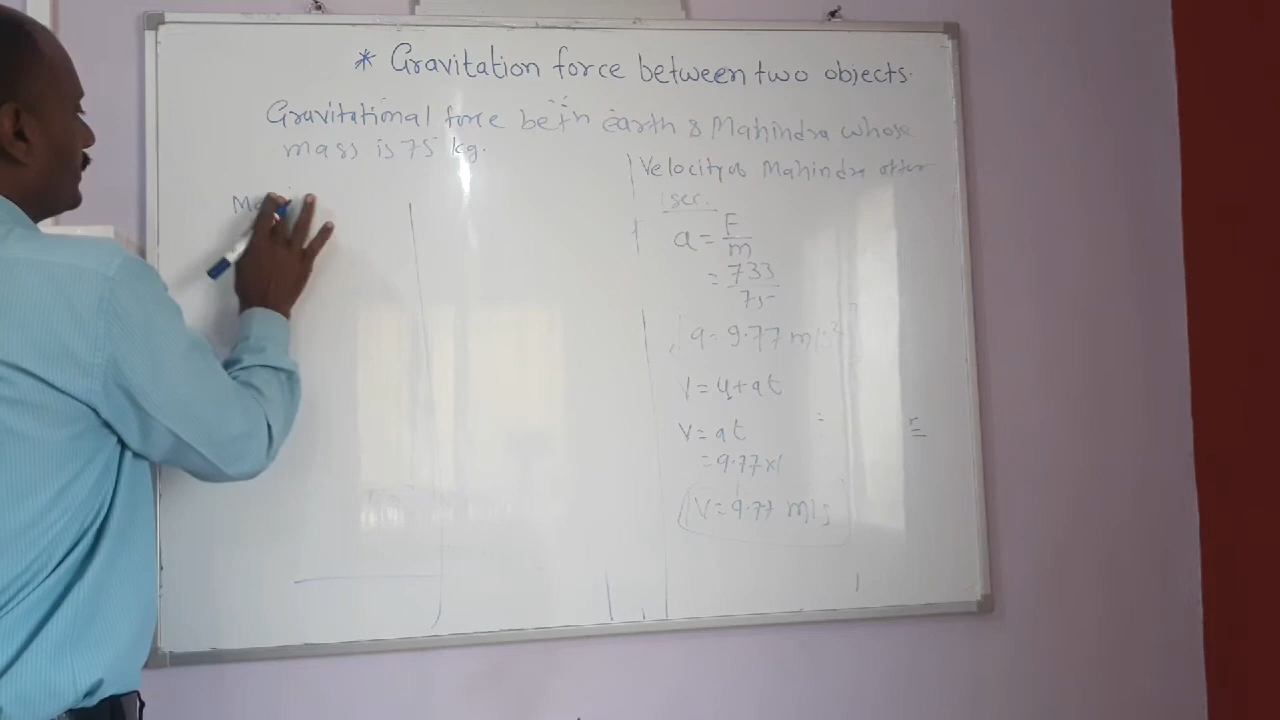 * Gravitation force between two objects.
Gravitational force betn earth & Mahindra whose
mass is 75 kg.
Velocity of Mahindra after
1 sec.
a = F/m
= 733/75
a = 9.77 m/s²
V = u + at
V = at
= 9.77 x 1
V = 9.77 m/s
Ma